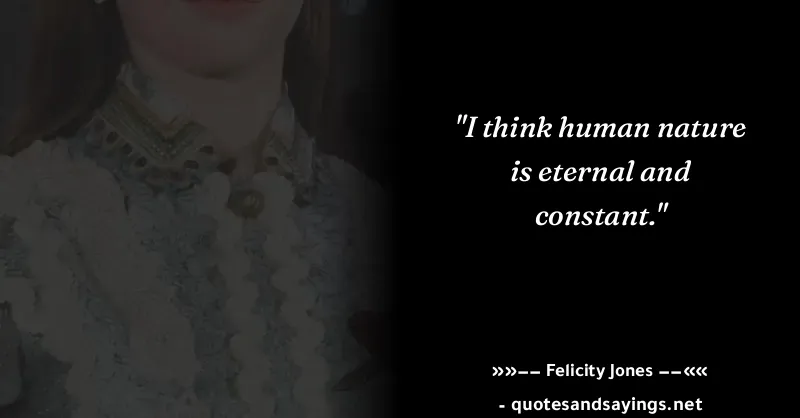 "I think human nature
is eternal and
constant."
»»−− Felicity Jones −−««
- quotesandsayings.net